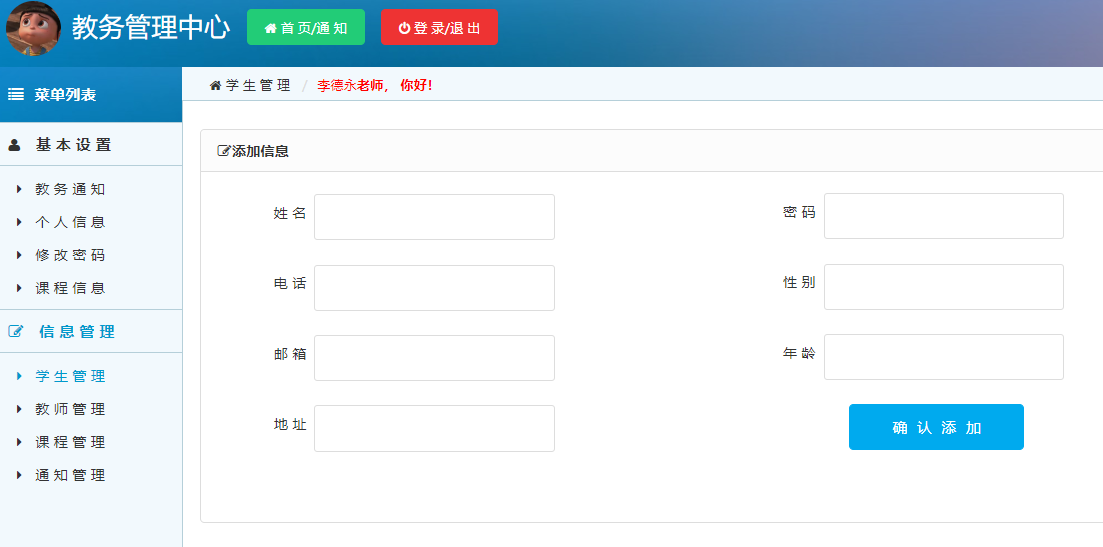 教务管理中心
首 页/通 知
登 录/退 出
菜单列表
学 生 管 理 / 李德永老师， 你好!
基 本 设 置
添加信息
教 务 通 知
个 人 信 息
修 改 密 码
课 程 信 息
信 息 管 理
学 生 管 理
教 师 管 理
课 程 管 理
通 知 管 理
姓 名
密 码
电 话
性 别
邮 箱
年 龄
地 址
确 认 添 加